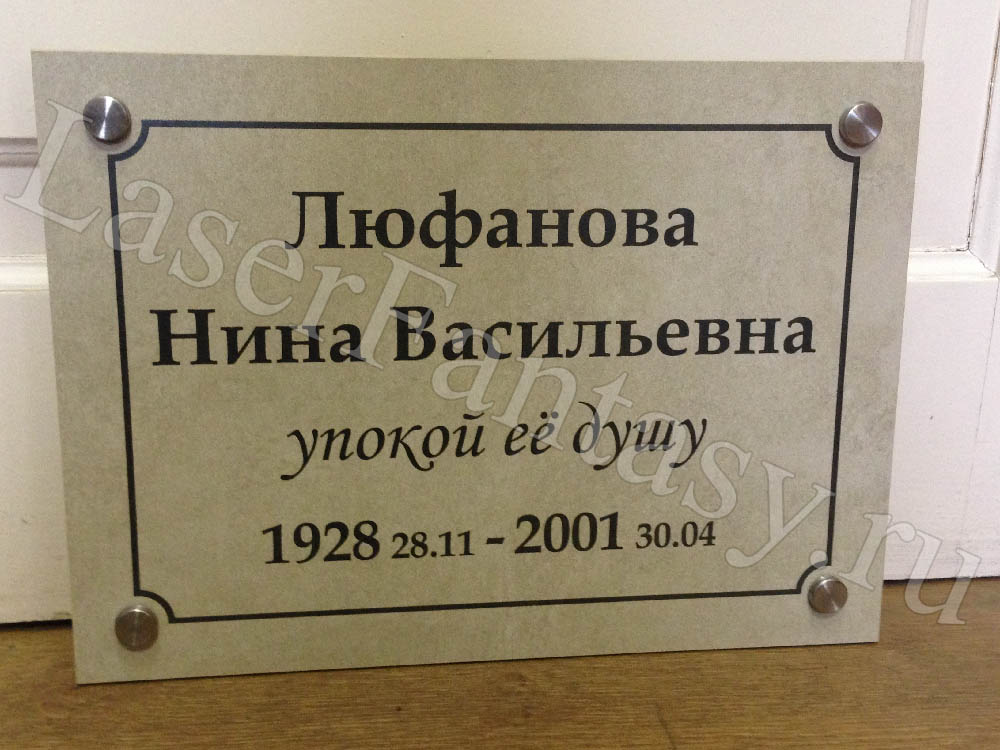 Люфанова
Нина Васильевна
упокой её душу
1928 28.11 - 2001 30.04
LaserFantasy.ru